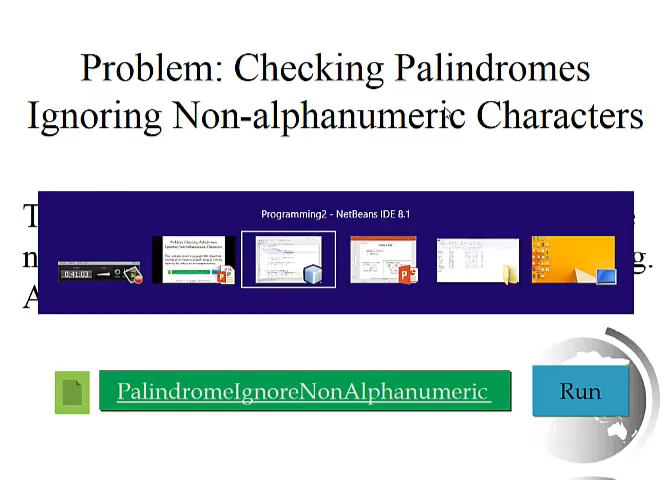 Problem: Checking Palindromes
Ignoring Non-alphanumeric Characters
Programming2 - NetBeans IDE 8.1
PalindromeIgnoreNonAlphanumeric
Run